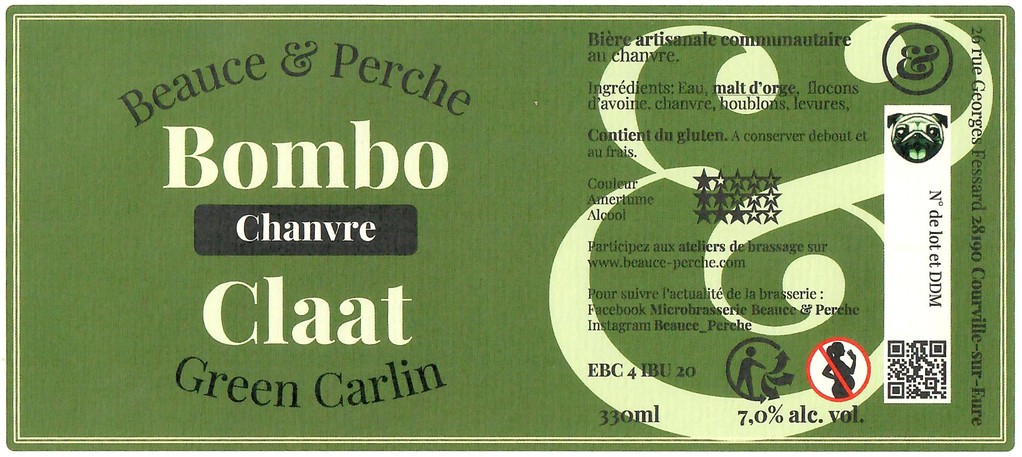 Beauce & Perche
Bombo
Chanvre
Claat
Green Carlin
Bière artisanale communautaire
au chanvre.
Ingrédients: Eau, malt d'orge, flocons
d'avoine, chanvre, houblons, levures,
Contient du gluten. A conserver debout et
au frais.
Couleur
Amertume
Alcool
Participez aux ateliers de brassage sur
www.beauce-perche.com
Pour suivre l'actualité de la brasserie :
Facebook Microbrasserie Beauce & Perche
Instagram Beauce_Perche
EBC 4 IBU 20
330ml 7,0% alc. vol.
&
N° de lot et DDM
26 rue Georges Fessard 28190 Courville-sur-Eure